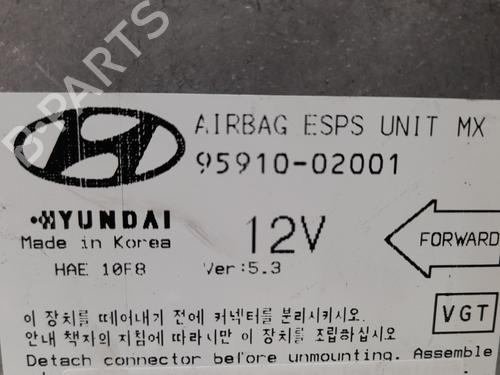 AIRBAG ESPS UNIT MX
95910-02001
HYUNDAI
Made in Korea
12V
FORWARD
HAE 10F8
Ver:5.3
이 장치를 떼어내기 전에 커넥터를 분리시키시오.
VGT
안내 책자의 지침에 따라서만 이 장치를 조립하십시오
Detach connector before unmounting. Assemble
B-PARTS